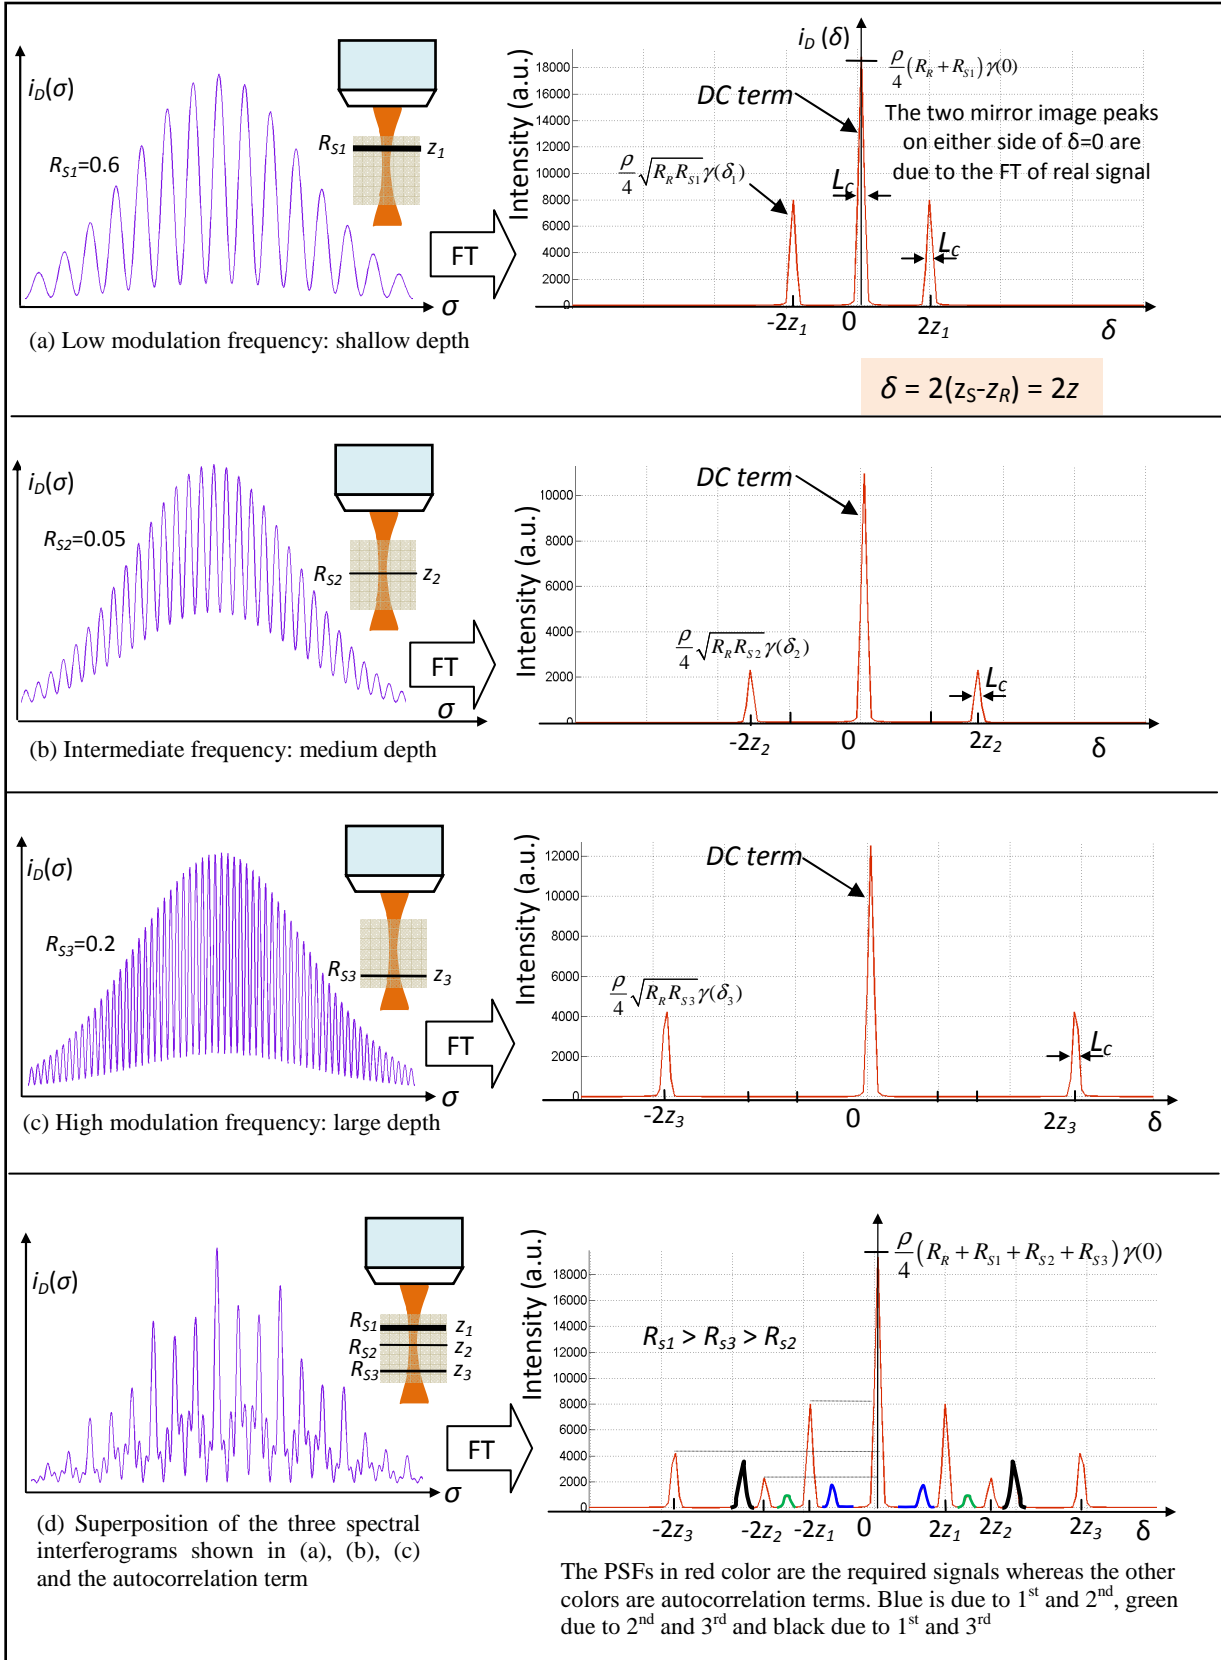 i_D(σ)
R_S1=0.6
R_S1
z_1
FT
σ
(a) Low modulation frequency: shallow depth
Intensity (a.u.)
18000
16000
14000
12000
10000
8000
6000
4000
2000
0
i_D (δ)
ρ/4 (R_R + R_S1) γ(0)
DC term
The two mirror image peaks
on either side of δ=0 are
due to the FT of real signal
ρ/4 √(R_R R_S1) γ(δ_1)
L_C
L_C
-2z_1 0 2z_1 δ
δ = 2(z_S-z_R) = 2z
i_D(σ)
R_S2=0.05
R_S2
z_2
FT
σ
(b) Intermediate frequency: medium depth
Intensity (a.u.)
10000
8000
6000
4000
2000
0
DC term
ρ/4 √(R_R R_S2) γ(δ_2)
L_C
-2z_2 0 2z_2 δ
i_D(σ)
R_S3=0.2
R_S3
z_3
FT
σ
(c) High modulation frequency: large depth
Intensity (a.u.)
12000
10000
8000
6000
4000
2000
0
DC term
ρ/4 √(R_R R_S3) γ(δ_3)
L_C
-2z_3 0 2z_3 δ
i_D(σ)
R_S1 z_1
R_S2 z_2
R_S3 z_3
FT
σ
(d) Superposition of the three spectral
interferograms shown in (a), (b), (c)
and the autocorrelation term
Intensity (a.u.)
18000
16000
14000
12000
10000
8000
6000
4000
2000
0
ρ/4 (R_R + R_S1 + R_S2 + R_S3) γ(0)
R_s1 > R_s3 > R_s2
-2z_3 -2z_2 -2z_1 0 2z_1 2z_2 2z_3 δ
The PSFs in red color are the required signals whereas the other
colors are autocorrelation terms. Blue is due to 1st and 2nd, green
due to 2nd and 3rd and black due to 1st and 3rd